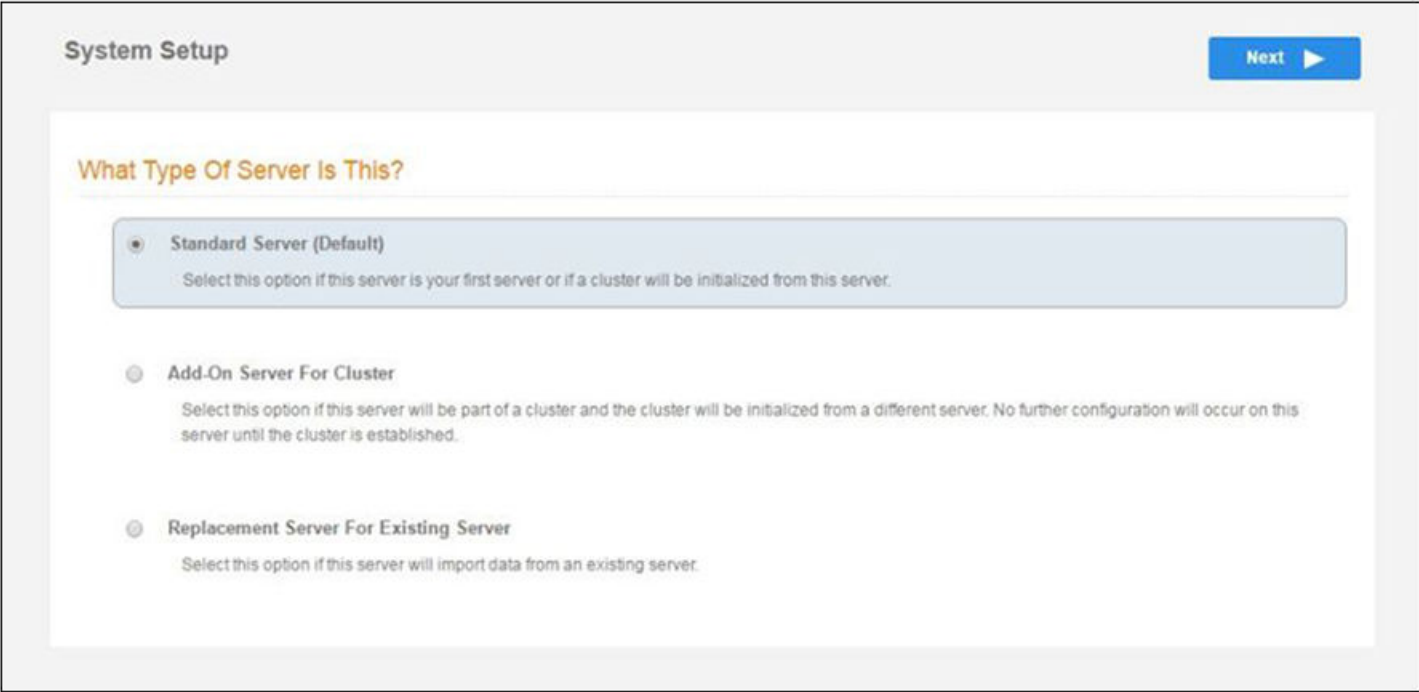 System Setup
Next
What Type Of Server Is This?
Standard Server (Default)
Select this option if this server is your first server or if a cluster will be initialized from this server.
Add-On Server For Cluster
Select this option if this server will be part of a cluster and the cluster will be initialized from a different server. No further configuration will occur on this
server until the cluster is established.
Replacement Server For Existing Server
Select this option if this server will import data from an existing server.